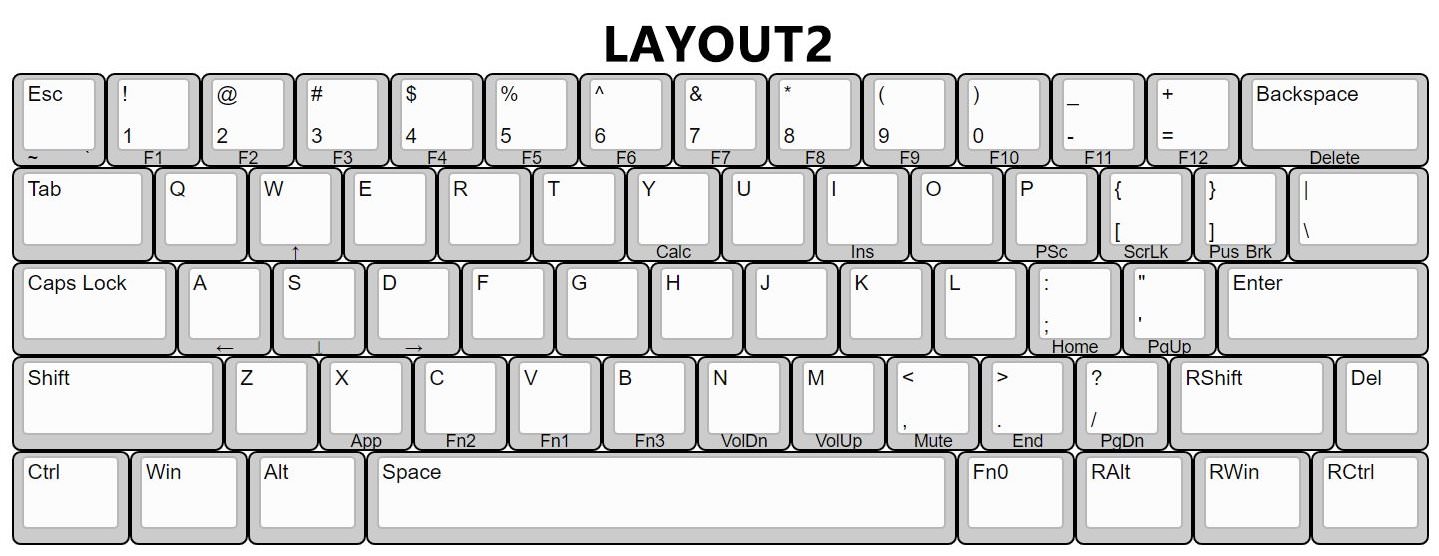 LAYOUT2
Esc ! @ # $ % ^ & * ( ) _ + Backspace
1 2 3 4 5 6 7 8 9 0 - =
~ ` F1 F2 F3 F4 F5 F6 F7 F8 F9 F10 F11 F12 Delete
Tab Q W E R T Y U I O P { } |
[ ] \
↑ Calc Ins PSc ScrLk Pus Brk
Caps Lock A S D F G H J K L : " Enter
; '
← ↓ → Home PgUp
Shift Z X C V B N M < > ? RShift Del
, . /
App Fn2 Fn1 Fn3 VolDn VolUp Mute End PgDn
Ctrl Win Alt Space Fn0 RAlt RWin RCtrl